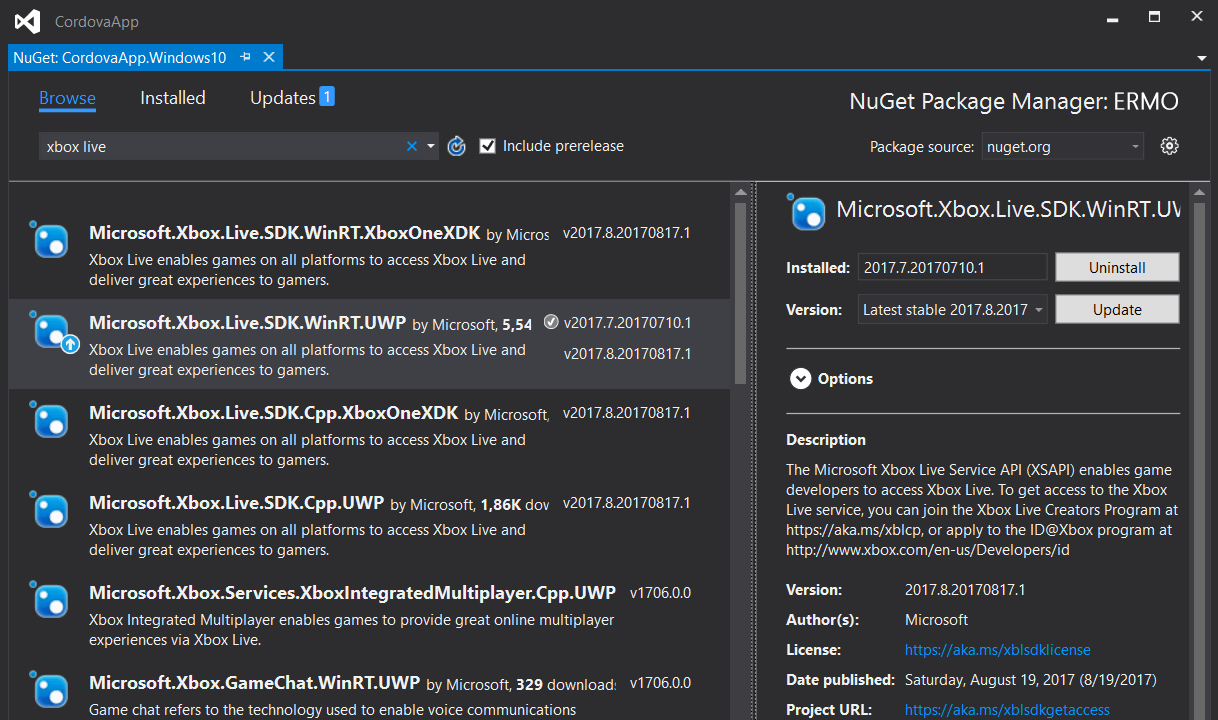 CordovaApp
NuGet: CordovaApp.Windows10
Browse Installed Updates 1
NuGet Package Manager: ERMO
xbox live
Include prerelease
Package source: nuget.org
Microsoft.Xbox.Live.SDK.WinRT.XboxOneXDK by Micros v2017.8.20170817.1
Xbox Live enables games on all platforms to access Xbox Live and
deliver great experiences to gamers.
Microsoft.Xbox.Live.SDK.WinRT.UWP by Microsoft, 5,54 v2017.7.20170710.1
v2017.8.20170817.1
Xbox Live enables games on all platforms to access Xbox Live and
deliver great experiences to gamers.
Microsoft.Xbox.Live.SDK.Cpp.XboxOneXDK by Microsoft, v2017.8.20170817.1
Xbox Live enables games on all platforms to access Xbox Live and
deliver great experiences to gamers.
Microsoft.Xbox.Live.SDK.Cpp.UWP by Microsoft, 1,86K dow v2017.8.20170817.1
Xbox Live enables games on all platforms to access Xbox Live and
deliver great experiences to gamers.
Microsoft.Xbox.Services.XboxIntegratedMultiplayer.Cpp.UWP v1706.0.0
Xbox Integrated Multiplayer enables games to provide great online multiplayer
experiences via Xbox Live.
Microsoft.Xbox.GameChat.WinRT.UWP by Microsoft, 329 downloads v1706.0.0
Game chat refers to the technology used to enable voice communications
Microsoft.Xbox.Live.SDK.WinRT.UW
Installed: 2017.7.20170710.1 Uninstall
Version: Latest stable 2017.8.2017 Update
Options
Description
The Microsoft Xbox Live Service API (XSAPI) enables game
developers to access Xbox Live. To get access to the Xbox
Live service, you can join the Xbox Live Creators Program at
https://aka.ms/xblcp, or apply to the ID@Xbox program at
http://www.xbox.com/en-us/Developers/id
Version: 2017.8.20170817.1
Author(s): Microsoft
License: https://aka.ms/xblsdklicense
Date published: Saturday, August 19, 2017 (8/19/2017)
Project URL: https://aka.ms/xblsdkgetaccess